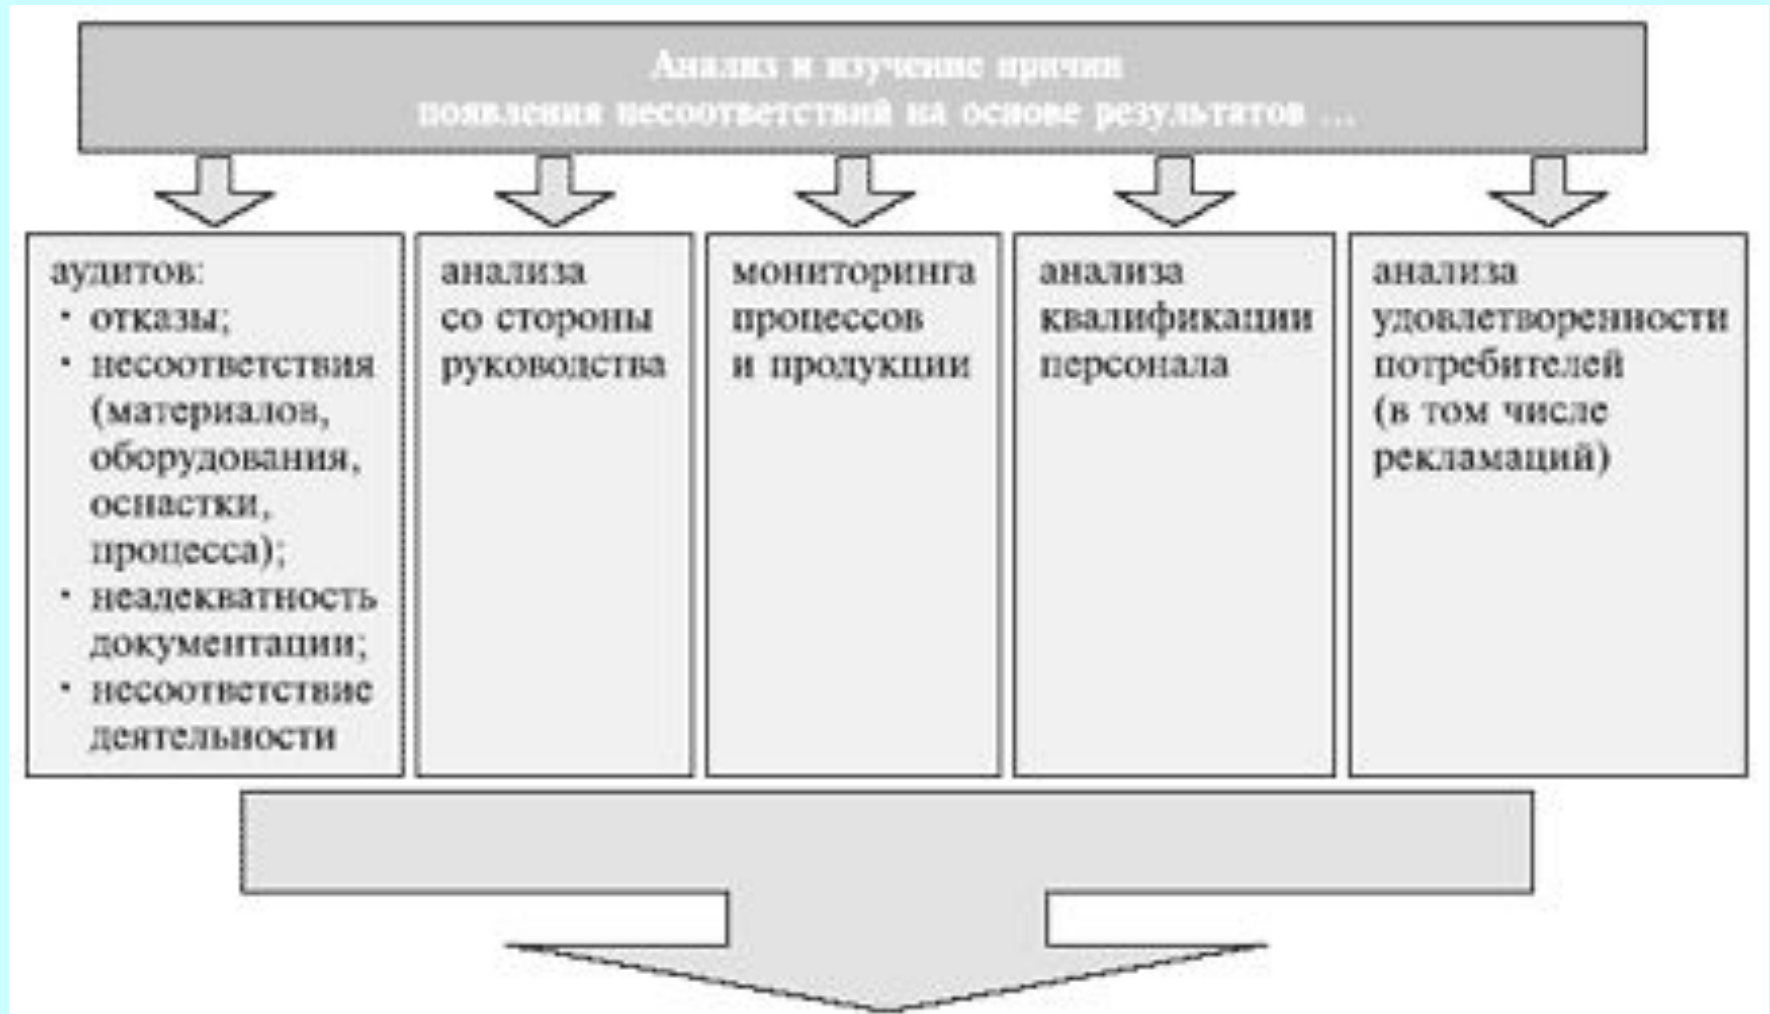 Анализ и изучение причин
появления несоответствий на основе результатов ...
аудитов:
• отказы;
• несоответствия
(материалов,
оборудования,
оснастки,
процесса);
• неадекватность
документации;
• несоответствие
деятельности
анализа
со стороны
руководства
мониторинга
процессов
и продукции
анализа
квалификации
персонала
анализа
удовлетворенности
потребителей
(в том числе
рекламаций)